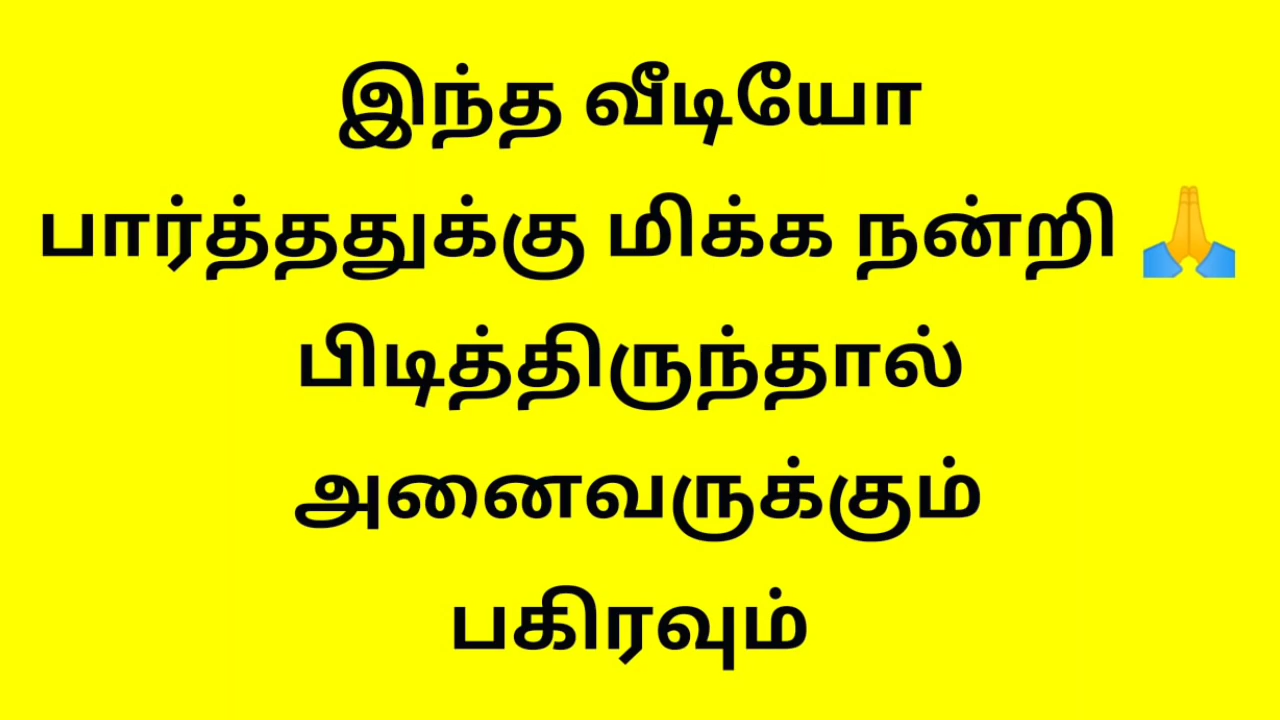 இந்த வீடியோ
பார்த்ததுக்கு மிக்க நன்றி 🙏
பிடித்திருந்தால்
அனைவருக்கும்
பகிரவும்